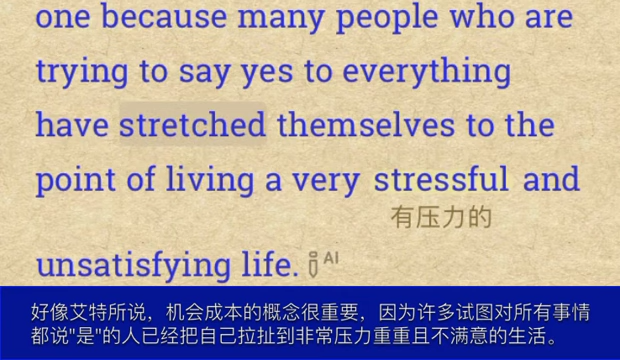 one because many people who are
trying to say yes to everything
have stretched themselves to the
point of living a very stressful and
有压力的
unsatisfying life. AI
好像艾特所说，机会成本的概念很重要，因为许多试图对所有事情
都说"是"的人已经把自己拉扯到非常压力重重且不满意的生活。